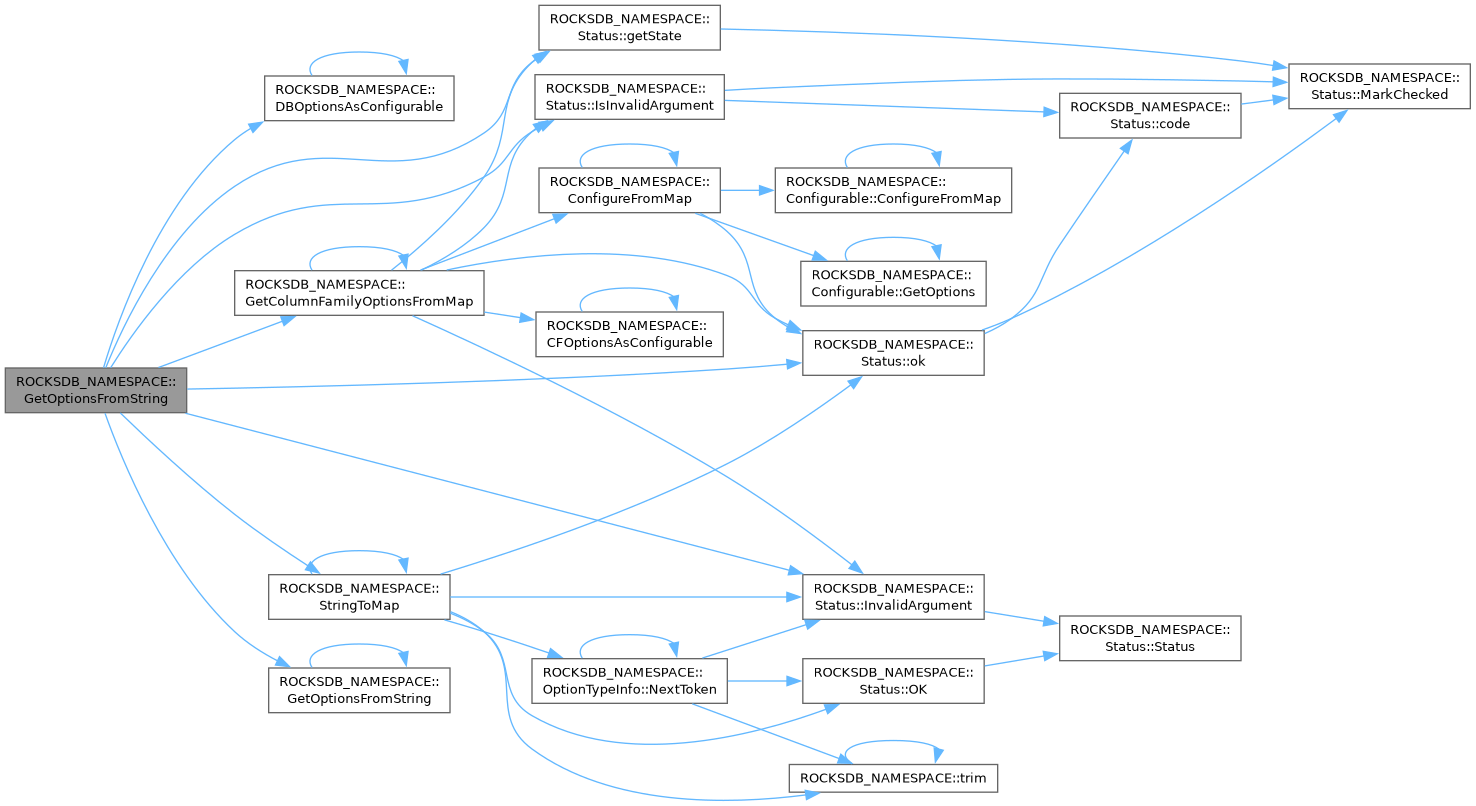 ROCKSDB_NAMESPACE::
GetOptionsFromString
ROCKSDB_NAMESPACE::
DBOptionsAsConfigurable
ROCKSDB_NAMESPACE::
GetColumnFamilyOptionsFromMap
ROCKSDB_NAMESPACE::
StringToMap
ROCKSDB_NAMESPACE::
GetOptionsFromString
ROCKSDB_NAMESPACE::
Status::getState
ROCKSDB_NAMESPACE::
Status::IsInvalidArgument
ROCKSDB_NAMESPACE::
ConfigureFromMap
ROCKSDB_NAMESPACE::
CFOptionsAsConfigurable
ROCKSDB_NAMESPACE::
OptionTypeInfo::NextToken
ROCKSDB_NAMESPACE::
Configurable::ConfigureFromMap
ROCKSDB_NAMESPACE::
Configurable::GetOptions
ROCKSDB_NAMESPACE::
Status::ok
ROCKSDB_NAMESPACE::
Status::InvalidArgument
ROCKSDB_NAMESPACE::
Status::OK
ROCKSDB_NAMESPACE::trim
ROCKSDB_NAMESPACE::
Status::code
ROCKSDB_NAMESPACE::
Status::Status
ROCKSDB_NAMESPACE::
Status::MarkChecked